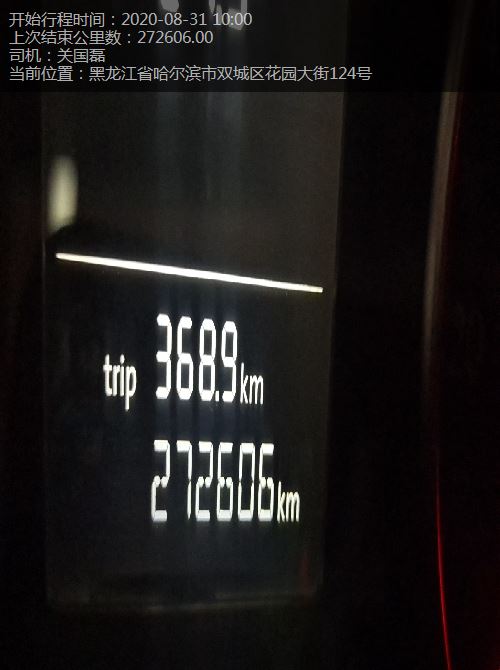 开始行程时间：2020-08-31 10:00
上次结束公里数：272606.00
司机：关国磊
当前位置：黑龙江省哈尔滨市双城区花园大街124号
trip 368.9km
272606km